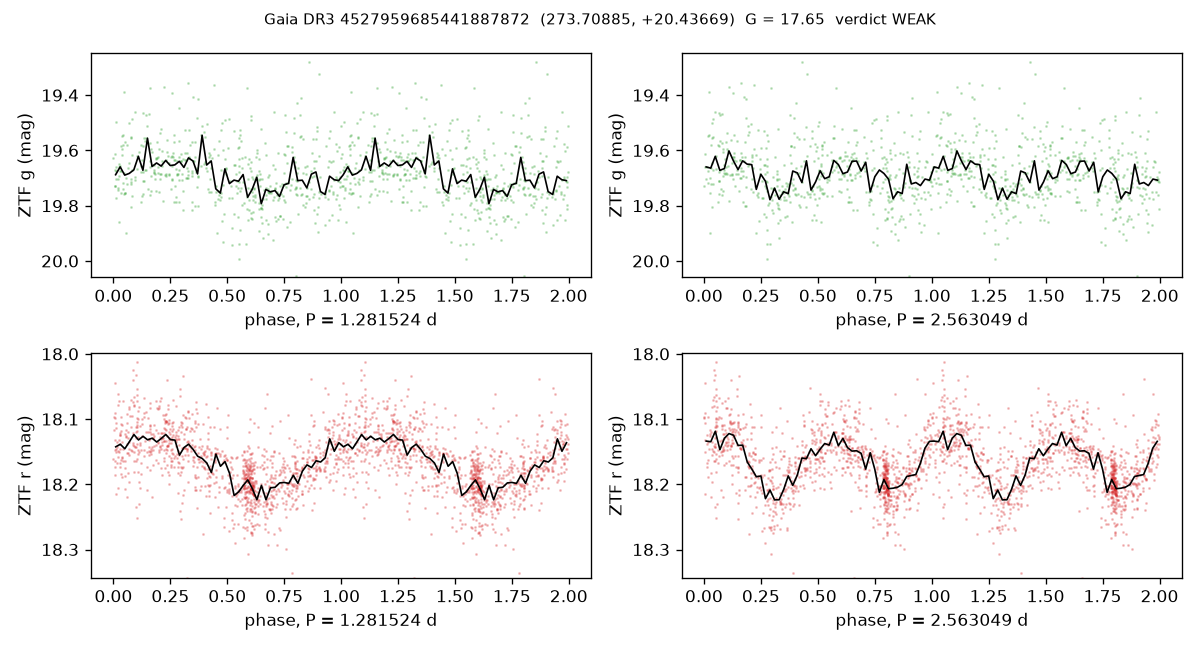 Gaia DR3 4527959685441887872  (273.70885, +20.43669)  G = 17.65  verdict WEAK
ZTF g (mag)
19.4
19.6
19.8
20.0
0.00 0.25 0.50 0.75 1.00 1.25 1.50 1.75 2.00
phase, P = 1.281524 d
ZTF g (mag)
19.4
19.6
19.8
20.0
0.00 0.25 0.50 0.75 1.00 1.25 1.50 1.75 2.00
phase, P = 2.563049 d
ZTF r (mag)
18.0
18.1
18.2
18.3
0.00 0.25 0.50 0.75 1.00 1.25 1.50 1.75 2.00
phase, P = 1.281524 d
ZTF r (mag)
18.0
18.1
18.2
18.3
0.00 0.25 0.50 0.75 1.00 1.25 1.50 1.75 2.00
phase, P = 2.563049 d